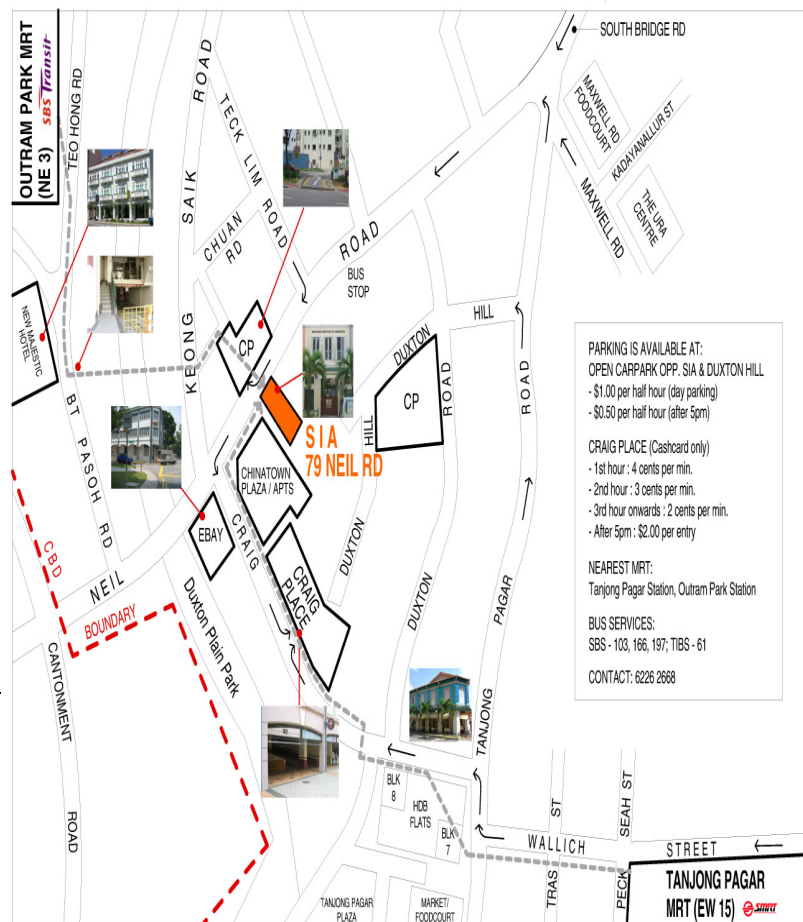 OUTRAM PARK MRT
(NE 3)
SBS Transit
TEO HONG RD
SAIK
ROAD
TECK LIM ROAD
CHUAN
RD
KEONG
ROAD
BUS
STOP
SOUTH BRIDGE RD
MAXWELL RD
FOODCOURT
KADAYANALLUR ST
THE URA
CENTRE
MAXWELL RD
NEW MAJESTIC
HOTEL
BT PASOH RD
CP
HILL
DUXTON
ROAD
ROAD
CP
HILL
DUXTON
SIA
79 NEIL RD
CHINATOWN
PLAZA / APTS
EBAY
CRAIG
CRAIG
PLACE
CBD
BOUNDARY
NEIL
Duxton Plain Park
DUXTON
PAGAR
TANJONG
CANTONMENT
ROAD
PARKING IS AVAILABLE AT:
OPEN CARPARK OPP. SIA & DUXTON HILL
- $1.00 per half hour (day parking)
- $0.50 per half hour (after 5pm)
CRAIG PLACE (Cashcard only)
- 1st hour : 4 cents per min.
- 2nd hour : 3 cents per min.
- 3rd hour onwards : 2 cents per min.
- After 5pm : $2.00 per entry
NEAREST MRT:
Tanjong Pagar Station, Outram Park Station
BUS SERVICES:
SBS - 103, 166, 197; TIBS - 61
CONTACT: 6226 2668
BLK
8
HDB
FLATS
BLK
7
WALLICH
STREET
TRAS ST
PECK SEAH ST
TANJONG PAGAR
PLAZA
MARKET/
FOODCOURT
TANJONG PAGAR
MRT (EW 15)
SMRT